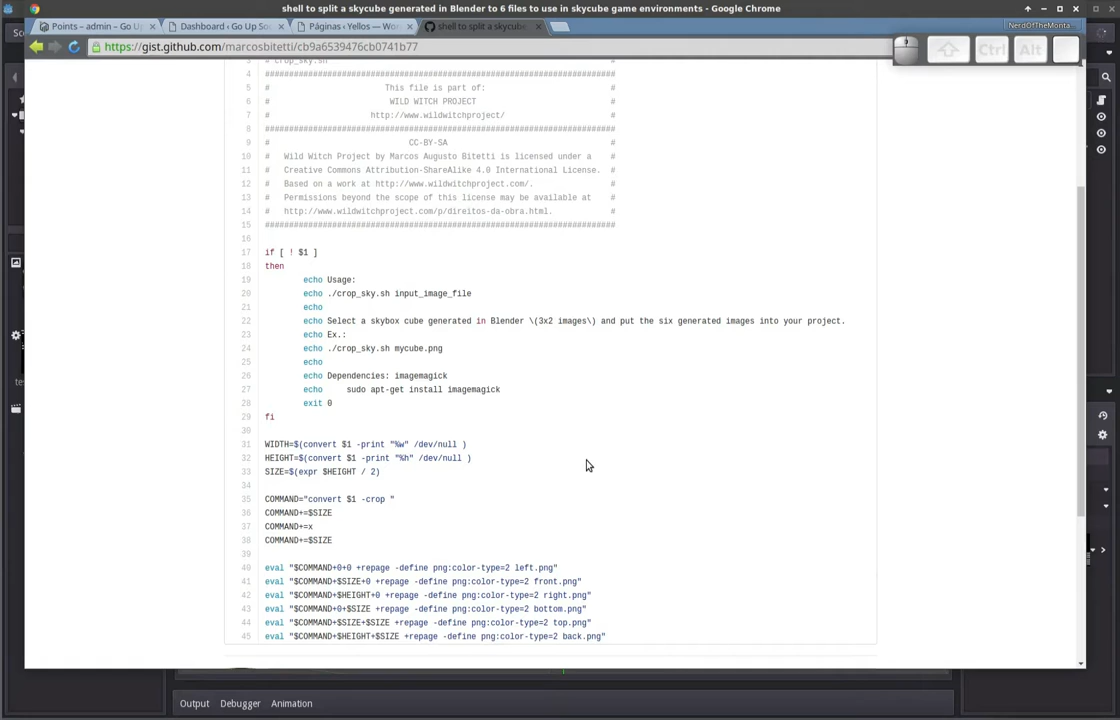 shell to split a skycube generated in Blender to 6 files to use in skycube game environments - Google Chrome
Points – admin – Go U
Dashboard ‹ Go Up So
Páginas ‹ Yellos — Wor
shell to split a skycube
NerdOfTheMonta
https://gist.github.com/marcosbitetti/cb9a6539476cb0741b77
Ctrl
Alt
3 # Crop_sky.sh #
4 #########################################################################
5 # This file is part of: #
6 # WILD WITCH PROJECT #
7 # http://www.wildwitchproject/ #
8 #########################################################################
9 # CC-BY-SA #
10 # Wild Witch Project by Marcos Augusto Bitetti is licensed under a #
11 # Creative Commons Attribution-ShareAlike 4.0 International License. #
12 # Based on a work at http://www.wildwitchproject.com/. #
13 # Permissions beyond the scope of this license may be available at #
14 # http://www.wildwitchproject.com/p/direitos-da-obra.html. #
15 #########################################################################
16
17 if [ ! $1 ]
18 then
19 echo Usage:
20 echo ./crop_sky.sh input_image_file
21 echo
22 echo Select a skybox cube generated in Blender \(3x2 images\) and put the six generated images into your project.
23 echo Ex.:
24 echo ./crop_sky.sh mycube.png
25 echo
26 echo Dependencies: imagemagick
27 echo sudo apt-get install imagemagick
28 exit 0
29 fi
30
31 WIDTH=$(convert $1 -print "%w" /dev/null )
32 HEIGHT=$(convert $1 -print "%h" /dev/null )
33 SIZE=$(expr $HEIGHT / 2)
34
35 COMMAND="convert $1 -crop "
36 COMMAND+=$SIZE
37 COMMAND+=x
38 COMMAND+=$SIZE
39
40 eval "$COMMAND+0+0 +repage -define png:color-type=2 left.png"
41 eval "$COMMAND+$SIZE+0 +repage -define png:color-type=2 front.png"
42 eval "$COMMAND+$HEIGHT+0 +repage -define png:color-type=2 right.png"
43 eval "$COMMAND+0+$SIZE +repage -define png:color-type=2 bottom.png"
44 eval "$COMMAND+$SIZE+$SIZE +repage -define png:color-type=2 top.png"
45 eval "$COMMAND+$HEIGHT+$SIZE +repage -define png:color-type=2 back.png"
Output
Debugger
Animation